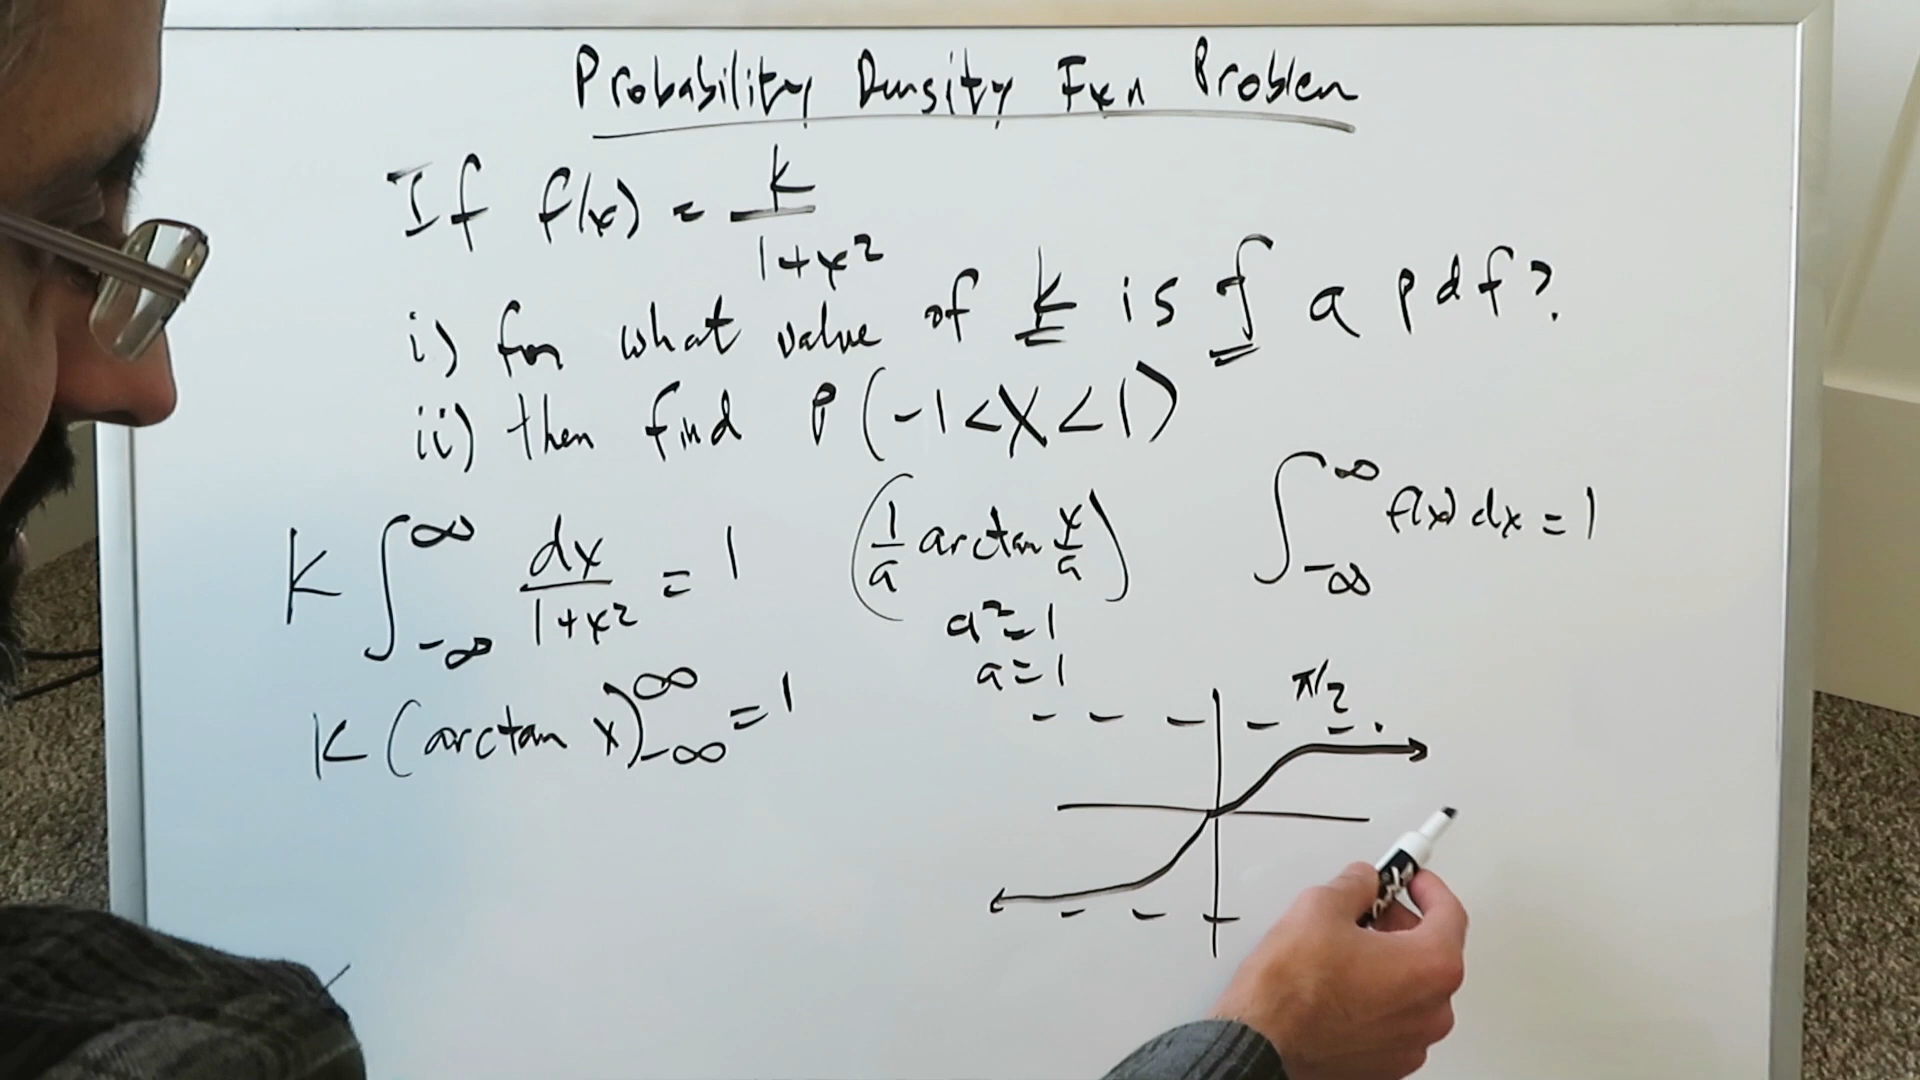 Probability Density Fxn Problem
If f(x) = k/1+x²
i) for what value of k is f a pdf?
ii) then find P(-1<X<1)
K ∫_-∞^∞ dx/1+x² = 1
(1/a arctan x/a)
a²=1
a=1
∫_-∞^∞ f(x) dx = 1
K (arctan x)_-∞^∞ = 1
π/2